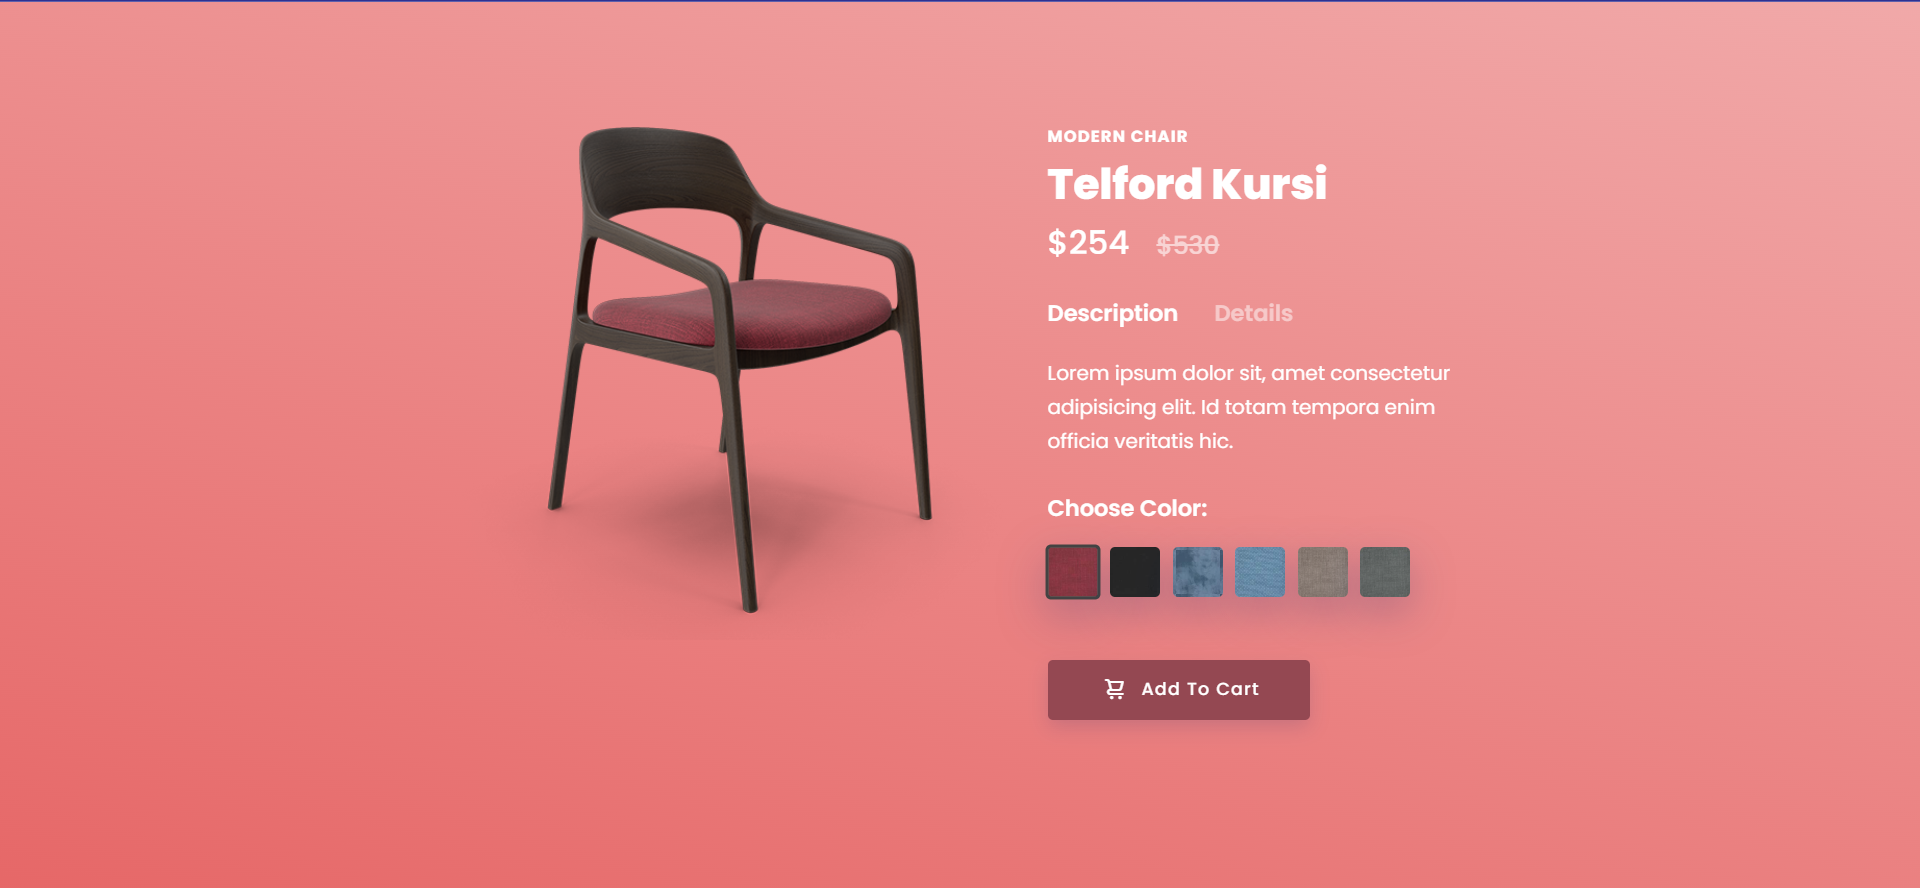 MODERN CHAIR
Telford Kursi
$254 $530
Description Details
Lorem ipsum dolor sit, amet consectetur
adipisicing elit. Id totam tempora enim
officia veritatis hic.
Choose Color:
Add To Cart